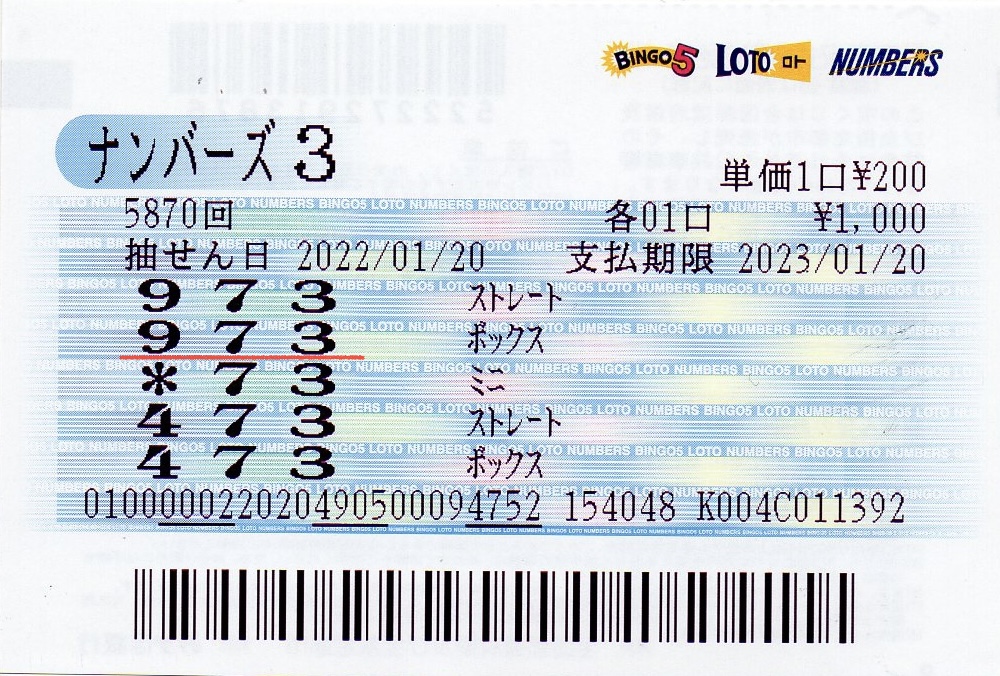 BINGO5 LOTO ロト NUMBERS
ナンバーズ3
単価1口¥200
5870回 各01口 ¥1,000
抽せん日 2022/01/20 支払期限 2023/01/20
9 7 3 ストレート
9 7 3 ボックス
* 7 3 ミニ
4 7 3 ストレート
4 7 3 ボックス
010000022020490500094752 154048 K004C011392